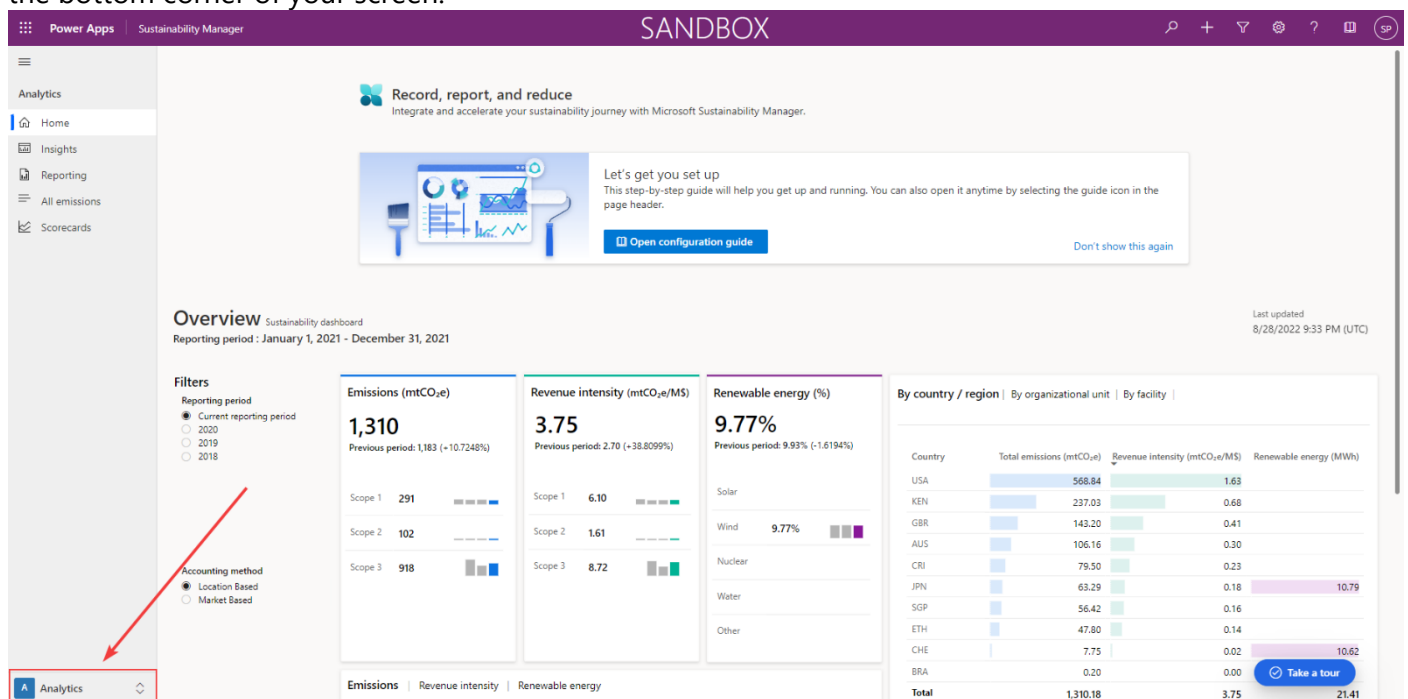 the bottom corner of your screen.
Power Apps Sustainability Manager SANDBOX ? SP
Analytics
Home
Insights
Reporting
All emissions
Scorecards
Record, report, and reduce
Integrate and accelerate your sustainability journey with Microsoft Sustainability Manager.
Let's get you set up
This step-by-step guide will help you get up and running. You can also open it anytime by selecting the guide icon in the
page header.
Open configuration guide
Don't show this again
Overview Sustainability dashboard
Reporting period : January 1, 2021 - December 31, 2021
Last updated
8/28/2022 9:33 PM (UTC)
Filters
Reporting period
Current reporting period
2020
2019
2018
Accounting method
Location Based
Market Based
Emissions (mtCO₂e)
1,310
Previous period: 1,183 (+10.7248%)
Scope 1 291
Scope 2 102
Scope 3 918
Revenue intensity (mtCO₂e/M$)
3.75
Previous period: 2.70 (+38.8099%)
Scope 1 6.10
Scope 2 1.61
Scope 3 8.72
Renewable energy (%)
9.77%
Previous period: 9.93% (-1.6194%)
Solar
Wind 9.77%
Nuclear
Water
Other
By country / region | By organizational unit | By facility |
Country Total emissions (mtCO₂e) Revenue intensity (mtCO₂e/M$) Renewable energy (MWh)
USA 568.84 1.63
KEN 237.03 0.68
GBR 143.20 0.41
AUS 106.16 0.30
CRI 79.50 0.23
JPN 63.29 0.18 10.79
SGP 56.42 0.16
ETH 47.80 0.14
CHE 7.75 0.02 10.62
BRA 0.20 0.00
Total 1,310.18 3.75 21.41
Take a tour
Emissions | Revenue intensity | Renewable energy
A Analytics